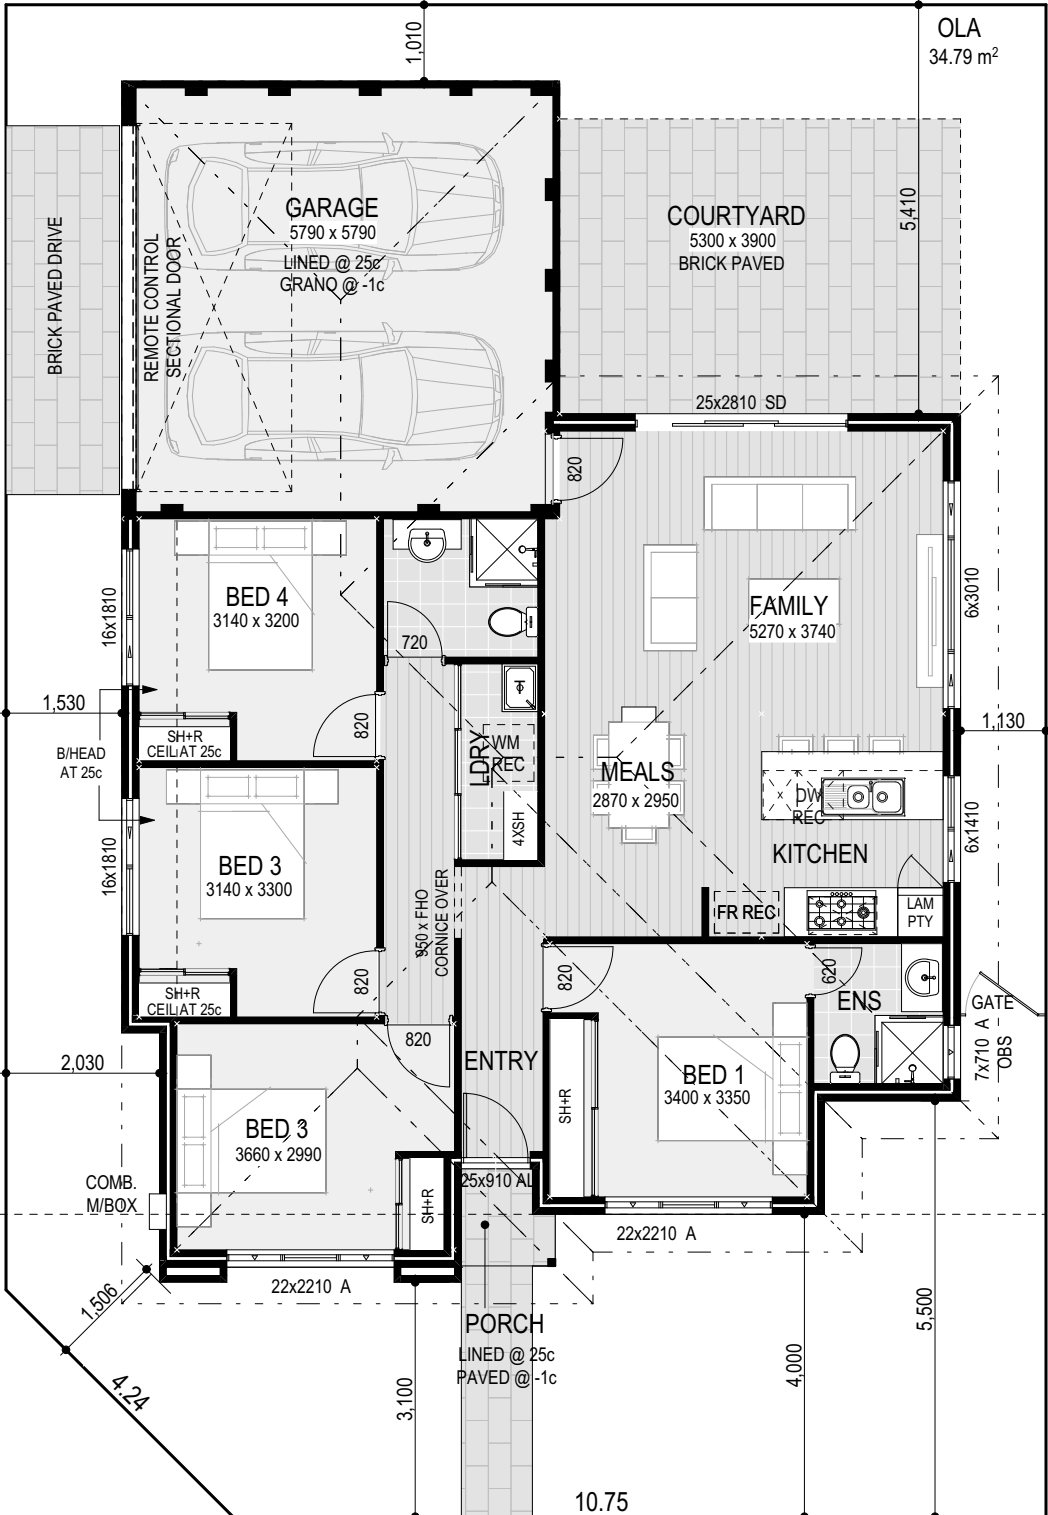 1,010
OLA
34.79 m²
BRICK PAVED DRIVE
REMOTE CONTROL
SECTIONAL DOOR
GARAGE
5790 x 5790
LINED @ 25c
GRANO @ -1c
COURTYARD
5300 x 3900
BRICK PAVED
5,410
25x2810 SD
820
16x1810
BED 4
3140 x 3200
720
FAMILY
5270 x 3740
6x3010
1,530
820
SH+R
CEIL AT 25c
B/HEAD
AT 25c
LDRY
WM
REC
4XSH
MEALS
2870 x 2950
DW
REC
1,130
6x1410
KITCHEN
16x1810
BED 3
3140 x 3300
950 x FHO
CORNICE OVER
FR REC
LAM
PTY
820
SH+R
CEIL AT 25c
820
820
620
ENS
GATE
7x710 A
OBS
2,030
ENTRY
BED 1
3400 x 3350
SH+R
BED 3
3660 x 2990
COMB.
M/BOX
SH+R
25x910 AL
22x2210 A
22x2210 A
1,506
4.24
PORCH
LINED @ 25c
PAVED @ -1c
3,100
4,000
5,500
10.75